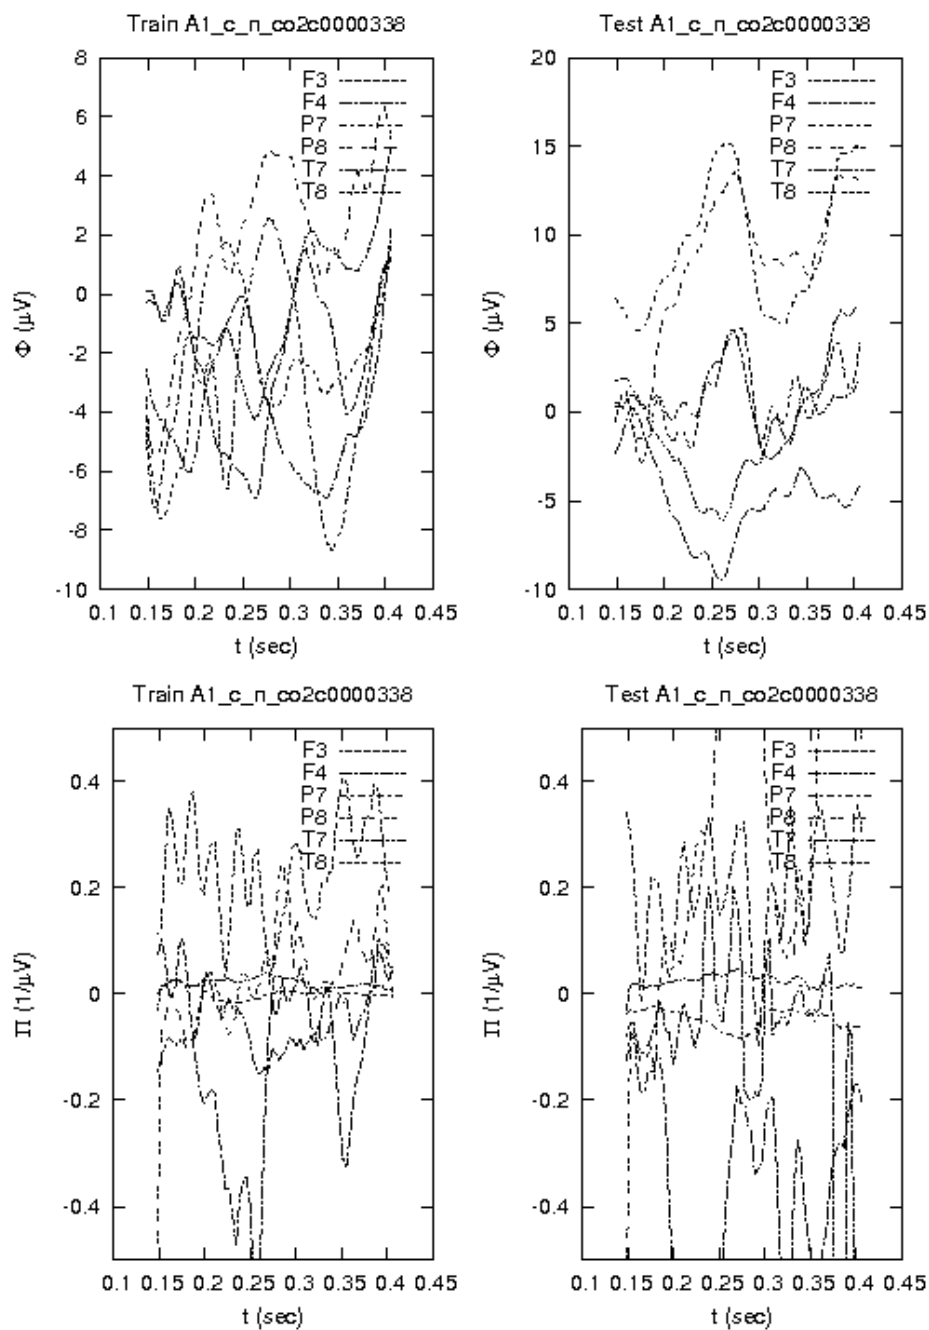 Train A1_c_n_co2c0000338
8
6
4
2
0
-2
-4
-6
-8
-10
Φ (μV)
F3
F4
P7
P8
T7
T8
0.1 0.15 0.2 0.25 0.3 0.35 0.4 0.45
t (sec)
Test A1_c_n_co2c0000338
20
15
10
5
0
-5
-10
Φ (μV)
F3
F4
P7
P8
T7
T8
0.1 0.15 0.2 0.25 0.3 0.35 0.4 0.45
t (sec)
Train A1_c_n_co2c0000338
0.4
0.2
0
-0.2
-0.4
Π (1/μV)
F3
F4
P7
P8
T7
T8
0.1 0.15 0.2 0.25 0.3 0.35 0.4 0.45
t (sec)
Test A1_c_n_co2c0000338
0.4
0.2
0
-0.2
-0.4
Π (1/μV)
F3
F4
P7
P8
T7
T8
0.1 0.15 0.2 0.25 0.3 0.35 0.4 0.45
t (sec)